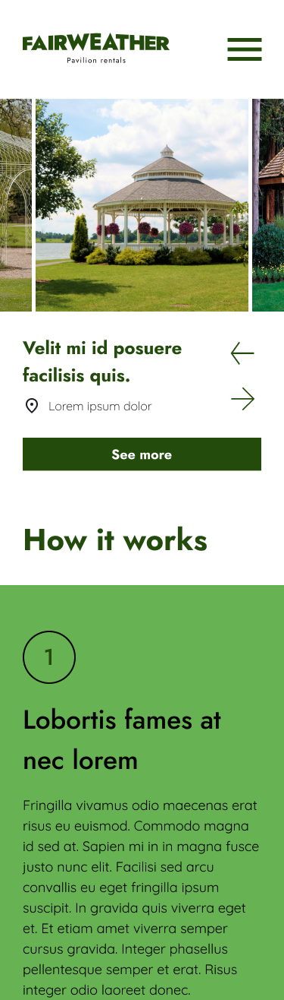 FAIRWEATHER
Pavilion rentals
Velit mi id posuere
facilisis quis.
Lorem ipsum dolor
See more
How it works
1
Lobortis fames at
nec lorem
Fringilla vivamus odio maecenas erat
risus eu euismod. Commodo magna
id sed at. Sapien mi in in magna fusce
justo nunc elit. Facilisi sed arcu
convallis eu eget fringilla ipsum
suscipit. In gravida quis viverra eget
et. Et etiam amet viverra semper
cursus gravida. Integer phasellus
pellentesque semper et erat. Risus
integer odio laoreet donec.